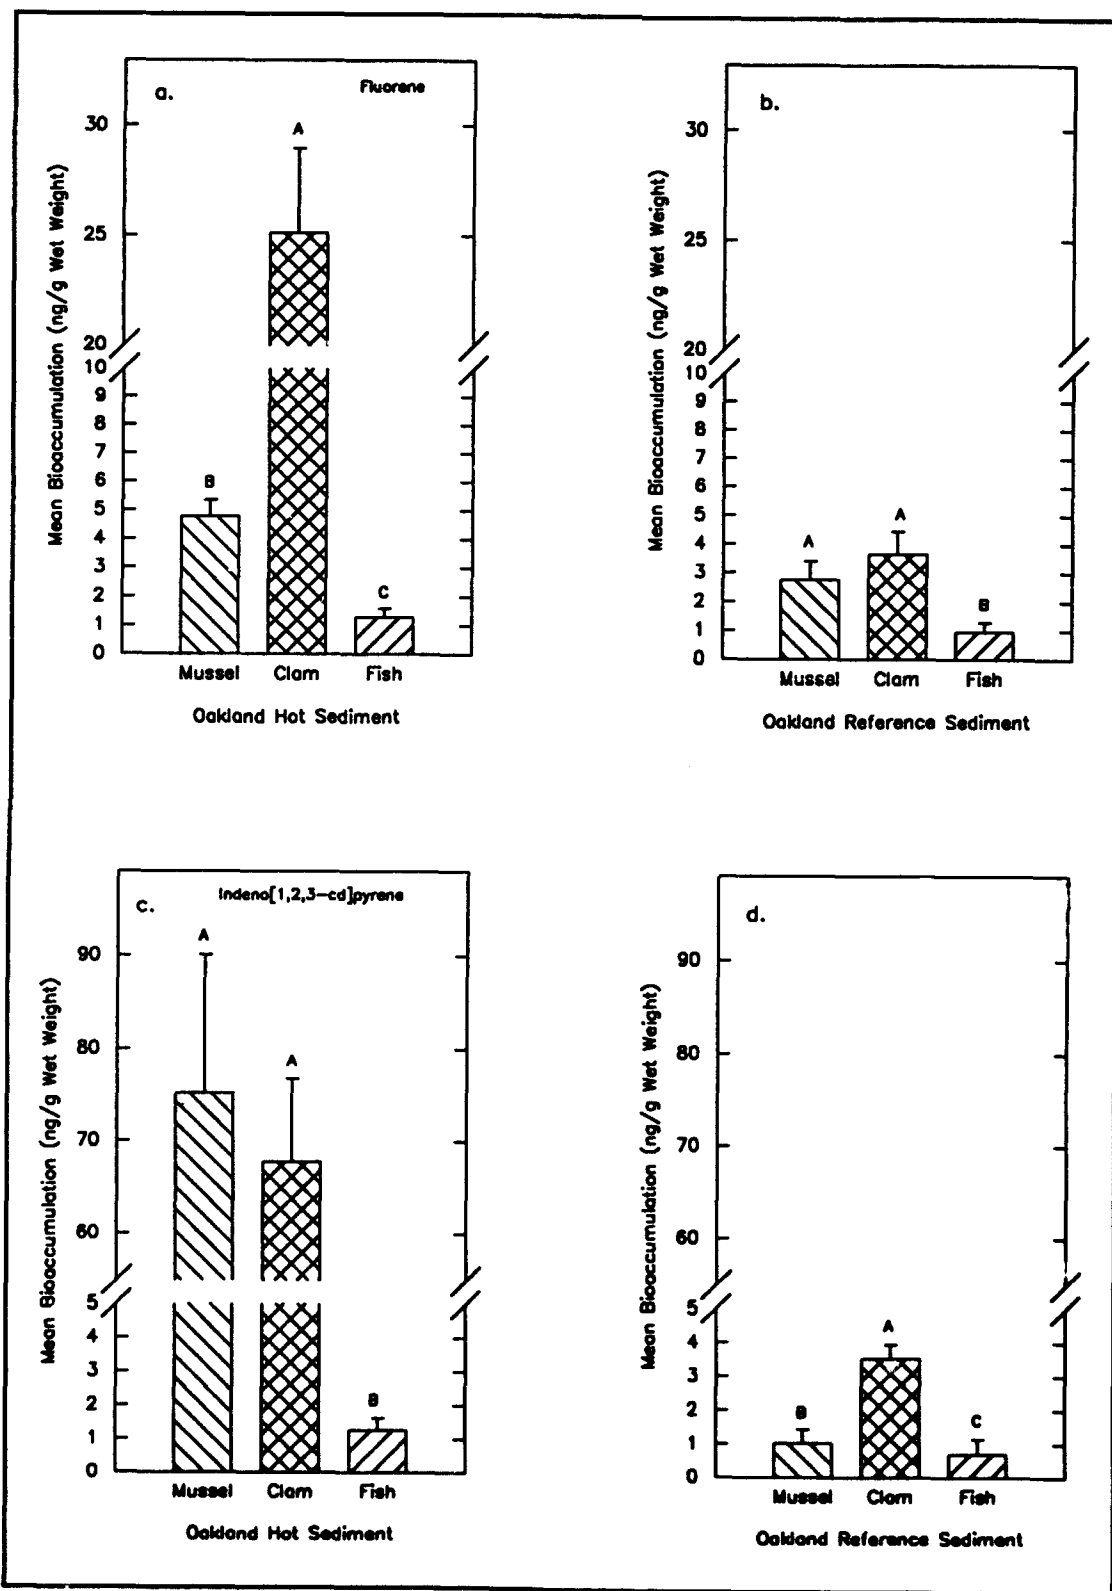 a.
Fluorene
A
B
C
30
25
20
10
9
8
7
6
5
4
3
2
1
0
Mean Bioaccumulation (ng/g Wet Weight)
Mussel Clam Fish
Oakland Hot Sediment
b.
A
A
B
30
25
20
10
9
8
7
6
5
4
3
2
1
0
Mean Bioaccumulation (ng/g Wet Weight)
Mussel Clam Fish
Oakland Reference Sediment
c.
Indeno[1,2,3-cd]pyrene
A
A
B
90
80
70
60
5
4
3
2
1
0
Mean Bioaccumulation (ng/g Wet Weight)
Mussel Clam Fish
Oakland Hot Sediment
d.
B
A
C
90
80
70
60
5
4
3
2
1
0
Mean Bioaccumulation (ng/g Wet Weight)
Mussel Clam Fish
Oakland Reference Sediment